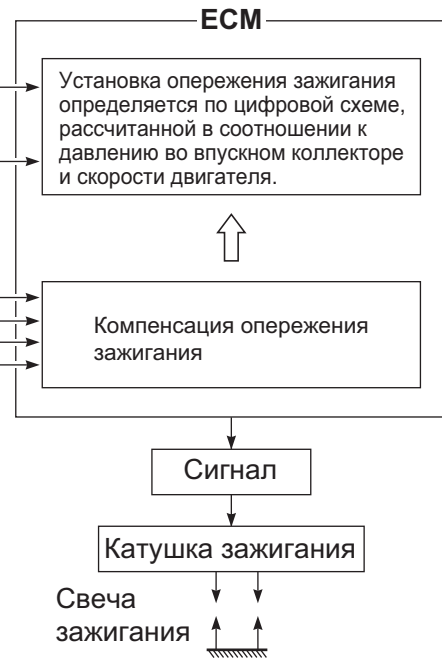 ECM
Установка опережения зажигания
определяется по цифровой схеме,
рассчитанной в соотношении к
давлению во впускном коллекторе
и скорости двигателя.
Компенсация опережения
зажигания
Сигнал
Катушка зажигания
Свеча
зажигания